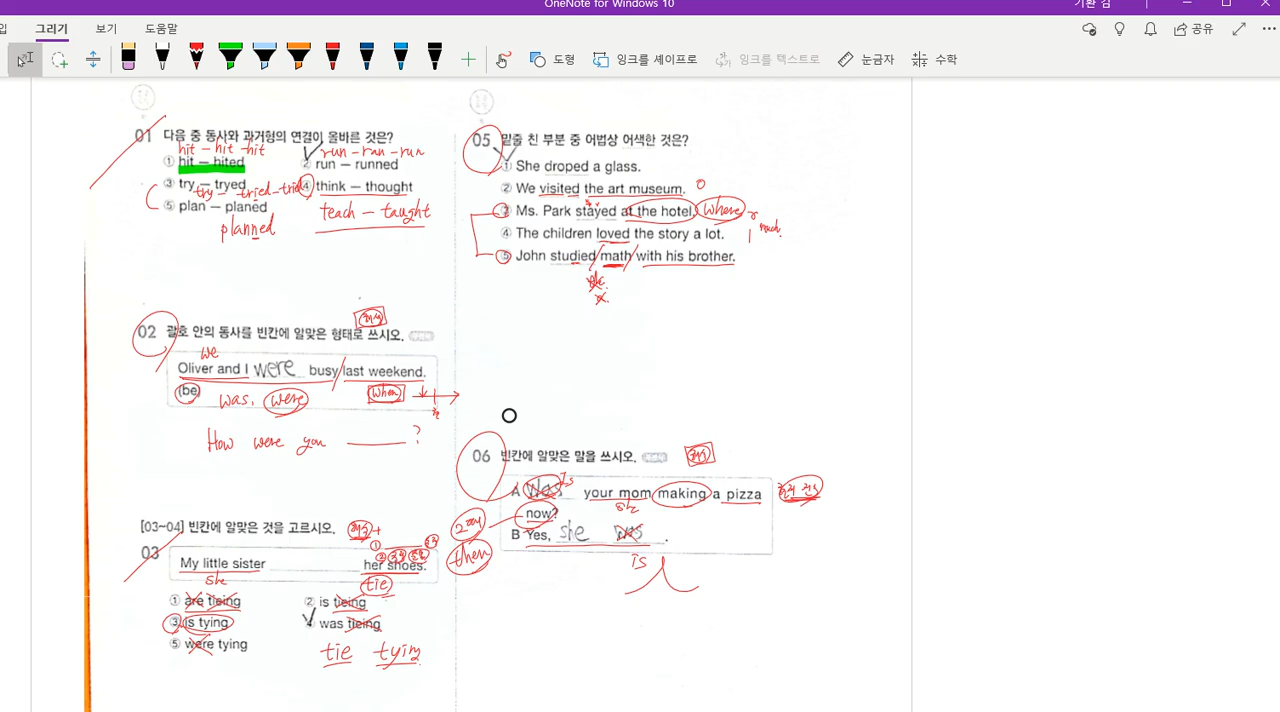 OneNote for Windows 10
기환 김
입 그리기 보기 도움말
공유
도형 잉크를 셰이프로 잉크를 텍스트로 눈금자 수학
01 다음 중 동사와 과거형의 연결이 올바른 것은?
hit - hit - hit run - ran - run
① hit — hited ② run — runned
③ try — tryed ④ think — thought
try - tried - tried
⑤ plan — planed teach - taught
planned
02 괄호 안의 동사를 빈칸에 알맞은 형태로 쓰시오.
we
Oliver and I were busy / last weekend.
(be) was, were when
How were you ?
[03~04] 빈칸에 알맞은 것을 고르시오.
03 My little sister her shoes.
she tie
① are tieing ② is tieing
③ is tying ④ was tieing
⑤ were tying
tie tying
05 밑줄 친 부분 중 어법상 어색한 것은?
① She droped a glass.
② We visited the art museum.
③ Ms. Park stayed at the hotel. where
④ The children loved the story a lot.
⑤ John studied / math / with his brother.
06 빈칸에 알맞은 말을 쓰시오.
A Was Is your mom making a pizza
she
now?
then
B Yes, she was .
is